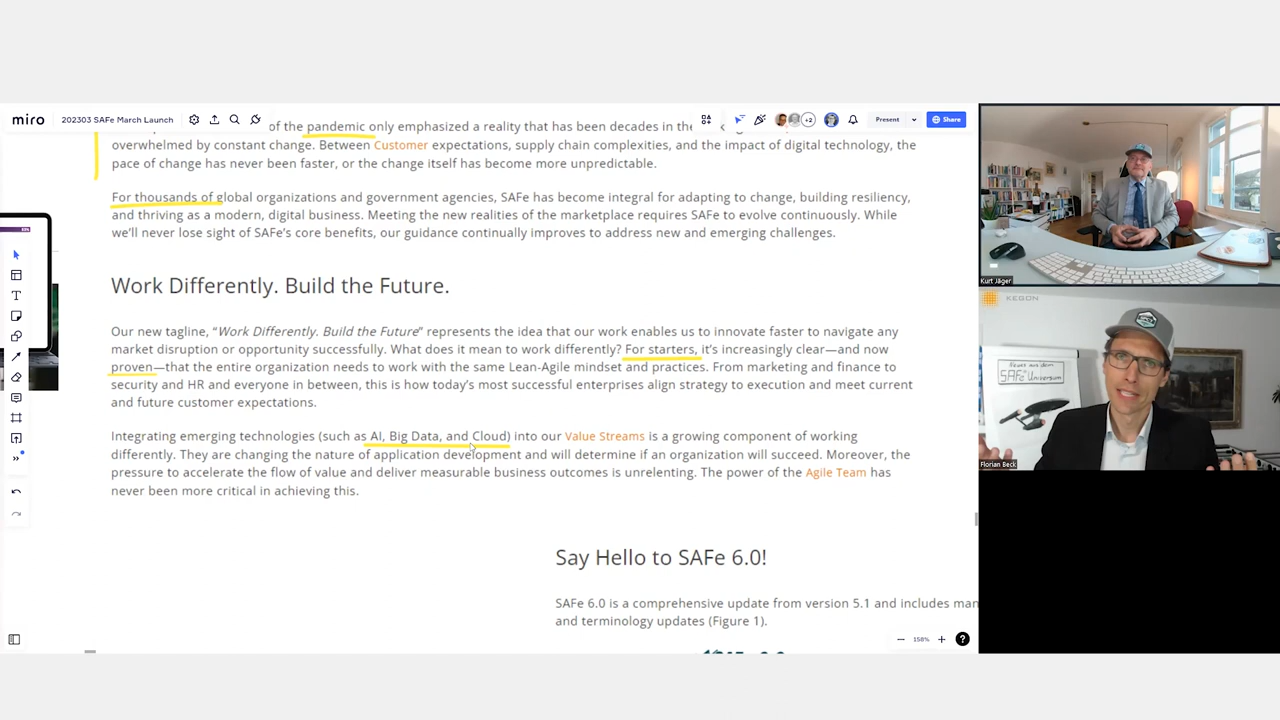 miro
202303 SAFe March Launch
+2
Present
Share
of the pandemic only emphasized a reality that has been decades in the
overwhelmed by constant change. Between Customer expectations, supply chain complexities, and the impact of digital technology, the
pace of change has never been faster, or the change itself has become more unpredictable.
For thousands of global organizations and government agencies, SAFe has become integral for adapting to change, building resiliency,
and thriving as a modern, digital business. Meeting the new realities of the marketplace requires SAFe to evolve continuously. While
we'll never lose sight of SAFe's core benefits, our guidance continually improves to address new and emerging challenges.
Work Differently. Build the Future.
Our new tagline, “Work Differently. Build the Future” represents the idea that our work enables us to innovate faster to navigate any
market disruption or opportunity successfully. What does it mean to work differently? For starters, it's increasingly clear—and now
proven—that the entire organization needs to work with the same Lean-Agile mindset and practices. From marketing and finance to
security and HR and everyone in between, this is how today's most successful enterprises align strategy to execution and meet current
and future customer expectations.
Integrating emerging technologies (such as AI, Big Data, and Cloud) into our Value Streams is a growing component of working
differently. They are changing the nature of application development and will determine if an organization will succeed. Moreover, the
pressure to accelerate the flow of value and deliver measurable business outcomes is unrelenting. The power of the Agile Team has
never been more critical in achieving this.
Say Hello to SAFe 6.0!
SAFe 6.0 is a comprehensive update from version 5.1 and includes
and terminology updates (Figure 1).
158%
Kurt Jäger
KEGON
Neues aus dem
SAFe Universum
Florian Beck